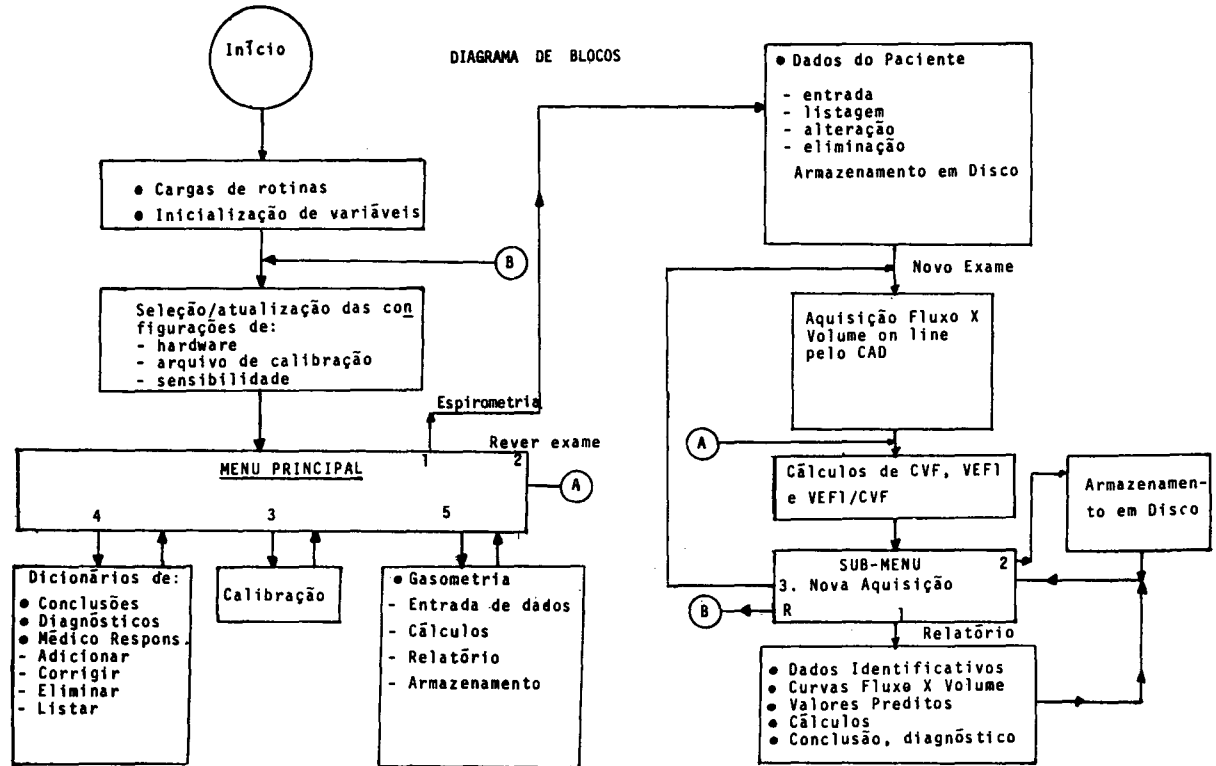 Início
DIAGRAMA DE BLOCOS
● Cargas de rotinas
● Inicialização de variáveis
B
Seleção/atualização das con
figurações de:
- hardware
- arquivo de calibração
- sensibilidade
Espirometria
Rever exame
1
2
MENU PRINCIPAL
A
4
3
5
Dicionários de:
● Conclusões
● Diagnósticos
● Médico Respons.
- Adicionar
- Corrigir
- Eliminar
- Listar
Calibração
● Gasometria
- Entrada de dados
- Cálculos
- Relatório
- Armazenamento
● Dados do Paciente
- entrada
- listagem
- alteração
- eliminação
Armazenamento em Disco
Novo Exame
Aquisição Fluxo X
Volume on line
pelo CAD
A
Cálculos de CVF, VEF1
e VEF1/CVF
Armazenamen-
to em Disco
SUB-MENU
2
3. Nova Aquisição
R
1
B
Relatório
● Dados Identificativos
● Curvas Fluxo X Volume
● Valores Preditos
● Cálculos
● Conclusão, diagnóstico